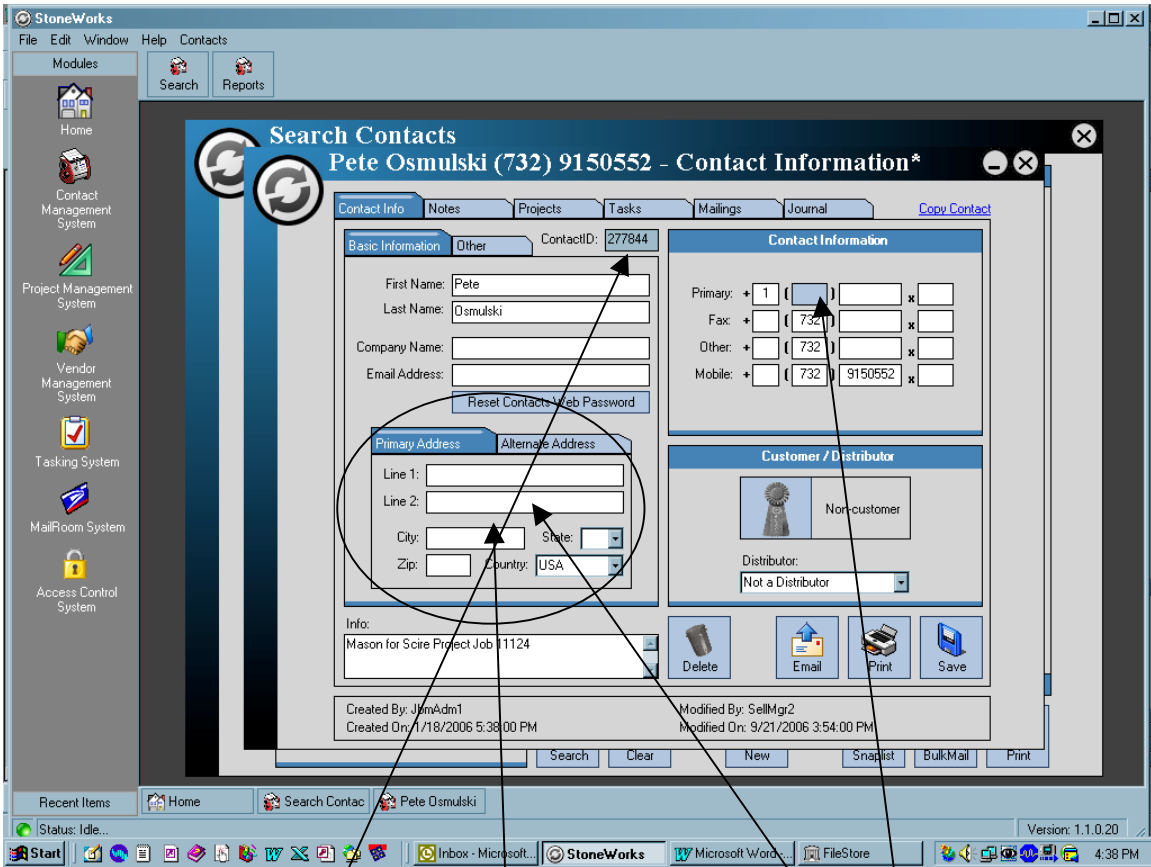 StoneWorks
File Edit Window Help Contacts
Modules
Search
Reports
Home
Contact Management System
Project Management System
Vendor Management System
Tasking System
MailRoom System
Access Control System
Recent Items
Search Contacts
Pete Osmulski (732) 9150552 - Contact Information*
Contact Info Notes Projects Tasks Mailings Journal Copy Contact
Basic Information Other ContactID: 277844
First Name: Pete
Last Name: Osmulski
Company Name:
Email Address:
Reset Contacts Web Password
Primary Address Alternate Address
Line 1:
Line 2:
City: State:
Zip: Country: USA
Info:
Mason for Scire Project Job 11124
Contact Information
Primary: + 1 ( ) x
Fax: + ( 732 ) x
Other: + ( 732 ) x
Mobile: + ( 732 ) 9150552 x
Customer / Distributor
Non-customer
Distributor:
Not a Distributor
Delete Email Print Save
Created By: JbmAdm1
Created On: 1/18/2006 5:38:00 PM
Modified By: SellMgr2
Modified On: 9/21/2006 3:54:00 PM
Search Clear New Snaplist BulkMail Print
Home Search Contac Pete Osmulski
Status: Idle...
Version: 1.1.0.20
Start Inbox - Microsoft... StoneWorks Microsoft Word -... FileStore 4:38 PM